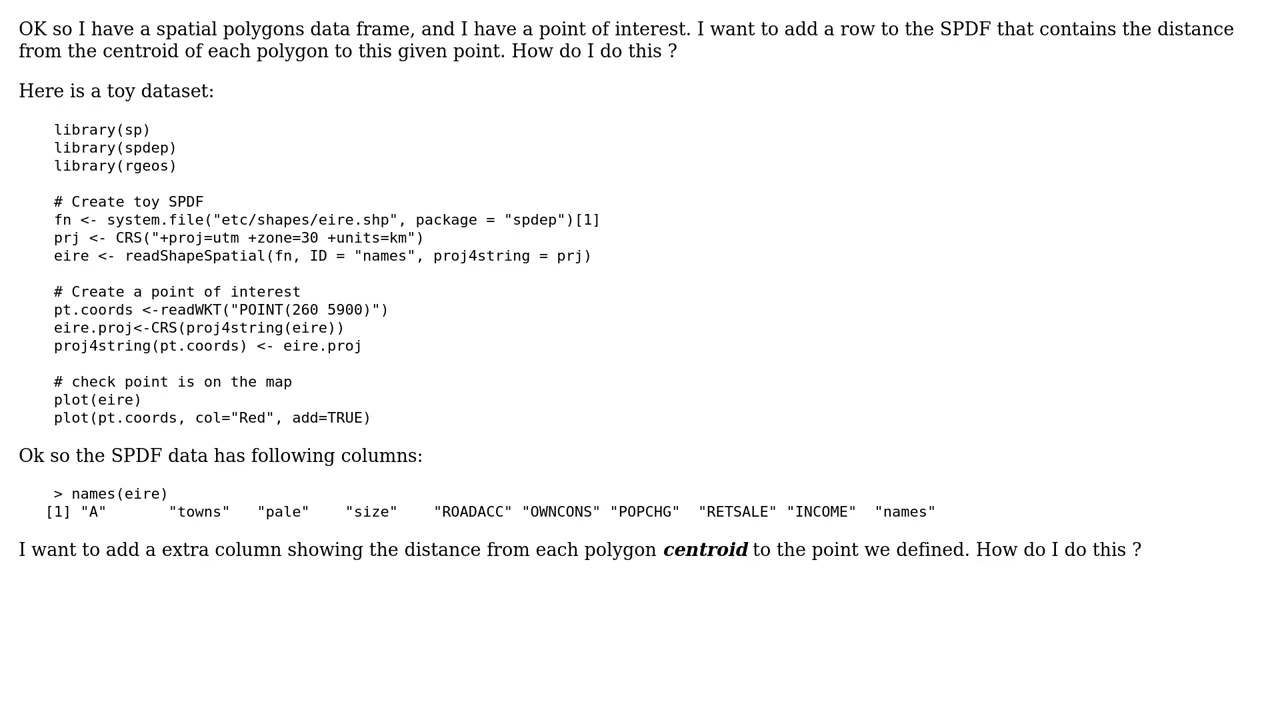 OK so I have a spatial polygons data frame, and I have a point of interest. I want to add a row to the SPDF that contains the distance
from the centroid of each polygon to this given point. How do I do this ?
Here is a toy dataset:
library(sp)
library(spdep)
library(rgeos)
# Create toy SPDF
fn <- system.file("etc/shapes/eire.shp", package = "spdep")[1]
prj <- CRS("+proj=utm +zone=30 +units=km")
eire <- readShapeSpatial(fn, ID = "names", proj4string = prj)
# Create a point of interest
pt.coords <-readWKT("POINT(260 5900)")
eire.proj<-CRS(proj4string(eire))
proj4string(pt.coords) <- eire.proj
# check point is on the map
plot(eire)
plot(pt.coords, col="Red", add=TRUE)
Ok so the SPDF data has following columns:
> names(eire)
[1] "A"       "towns"   "pale"    "size"    "ROADACC" "OWNCONS" "POPCHG"  "RETSALE" "INCOME"  "names"
I want to add a extra column showing the distance from each polygon centroid to the point we defined. How do I do this ?